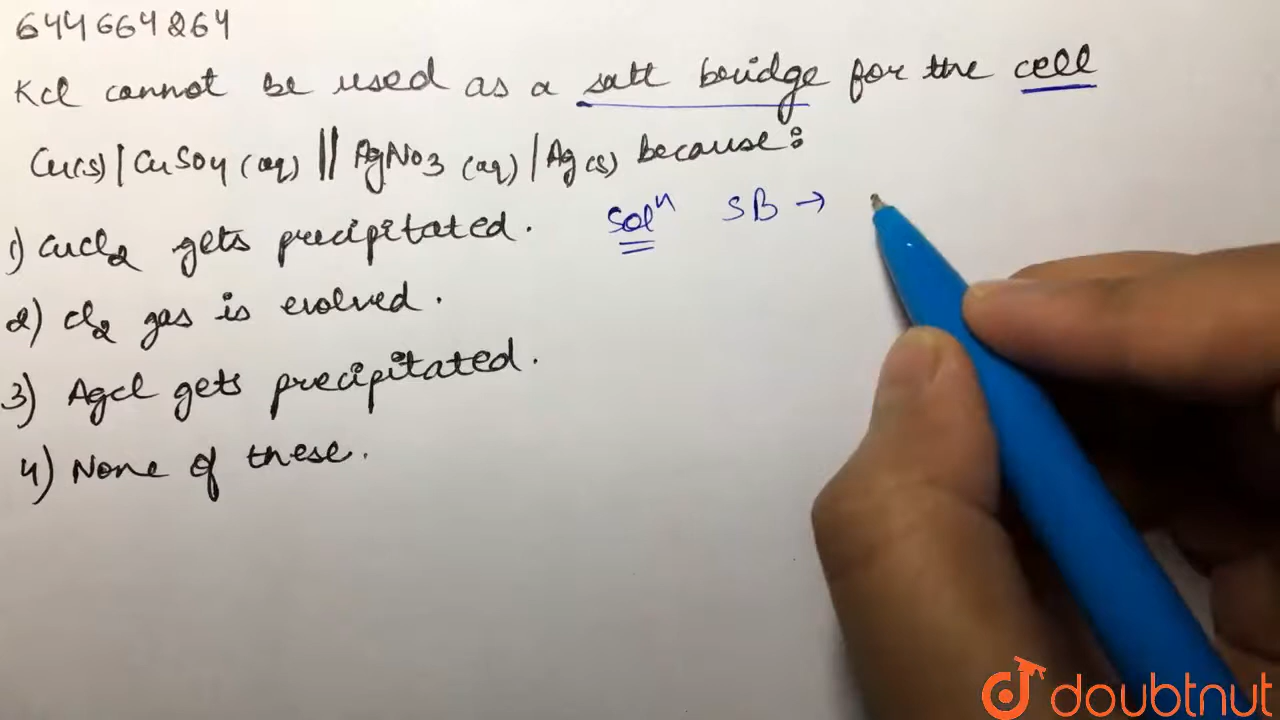 644664264
KCl cannot be used as a salt bridge for the cell
Cu(s) | CuSO4 (aq) || AgNO3 (aq) | Ag(s) because:
1) CuCl2 gets precipitated.
Solⁿ SB →
2) Cl2 gas is evolved.
3) AgCl gets precipitated.
4) None of these.
doubtnut